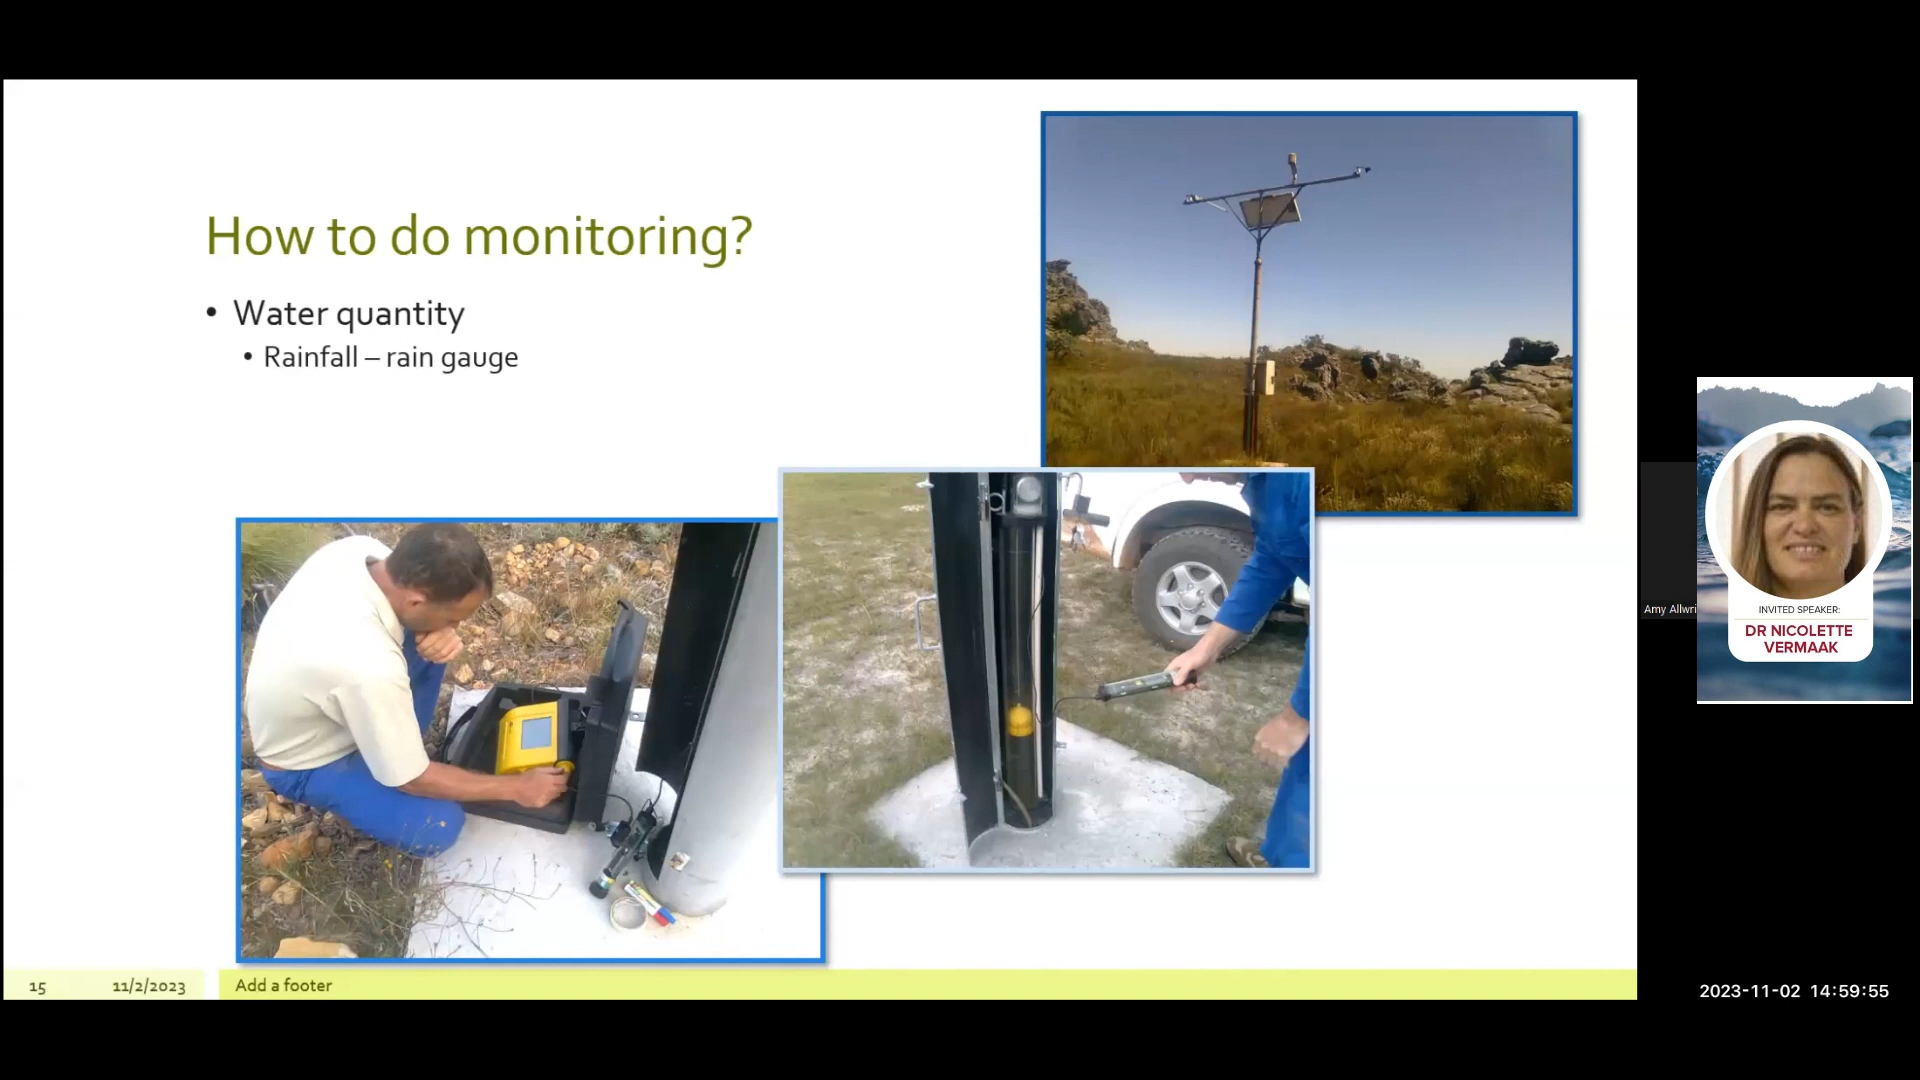 How to do monitoring?
• Water quantity
• Rainfall – rain gauge
15
11/2/2023
Add a footer
Amy Allwri
INVITED SPEAKER:
DR NICOLETTE
VERMAAK
2023-11-02 14:59:55